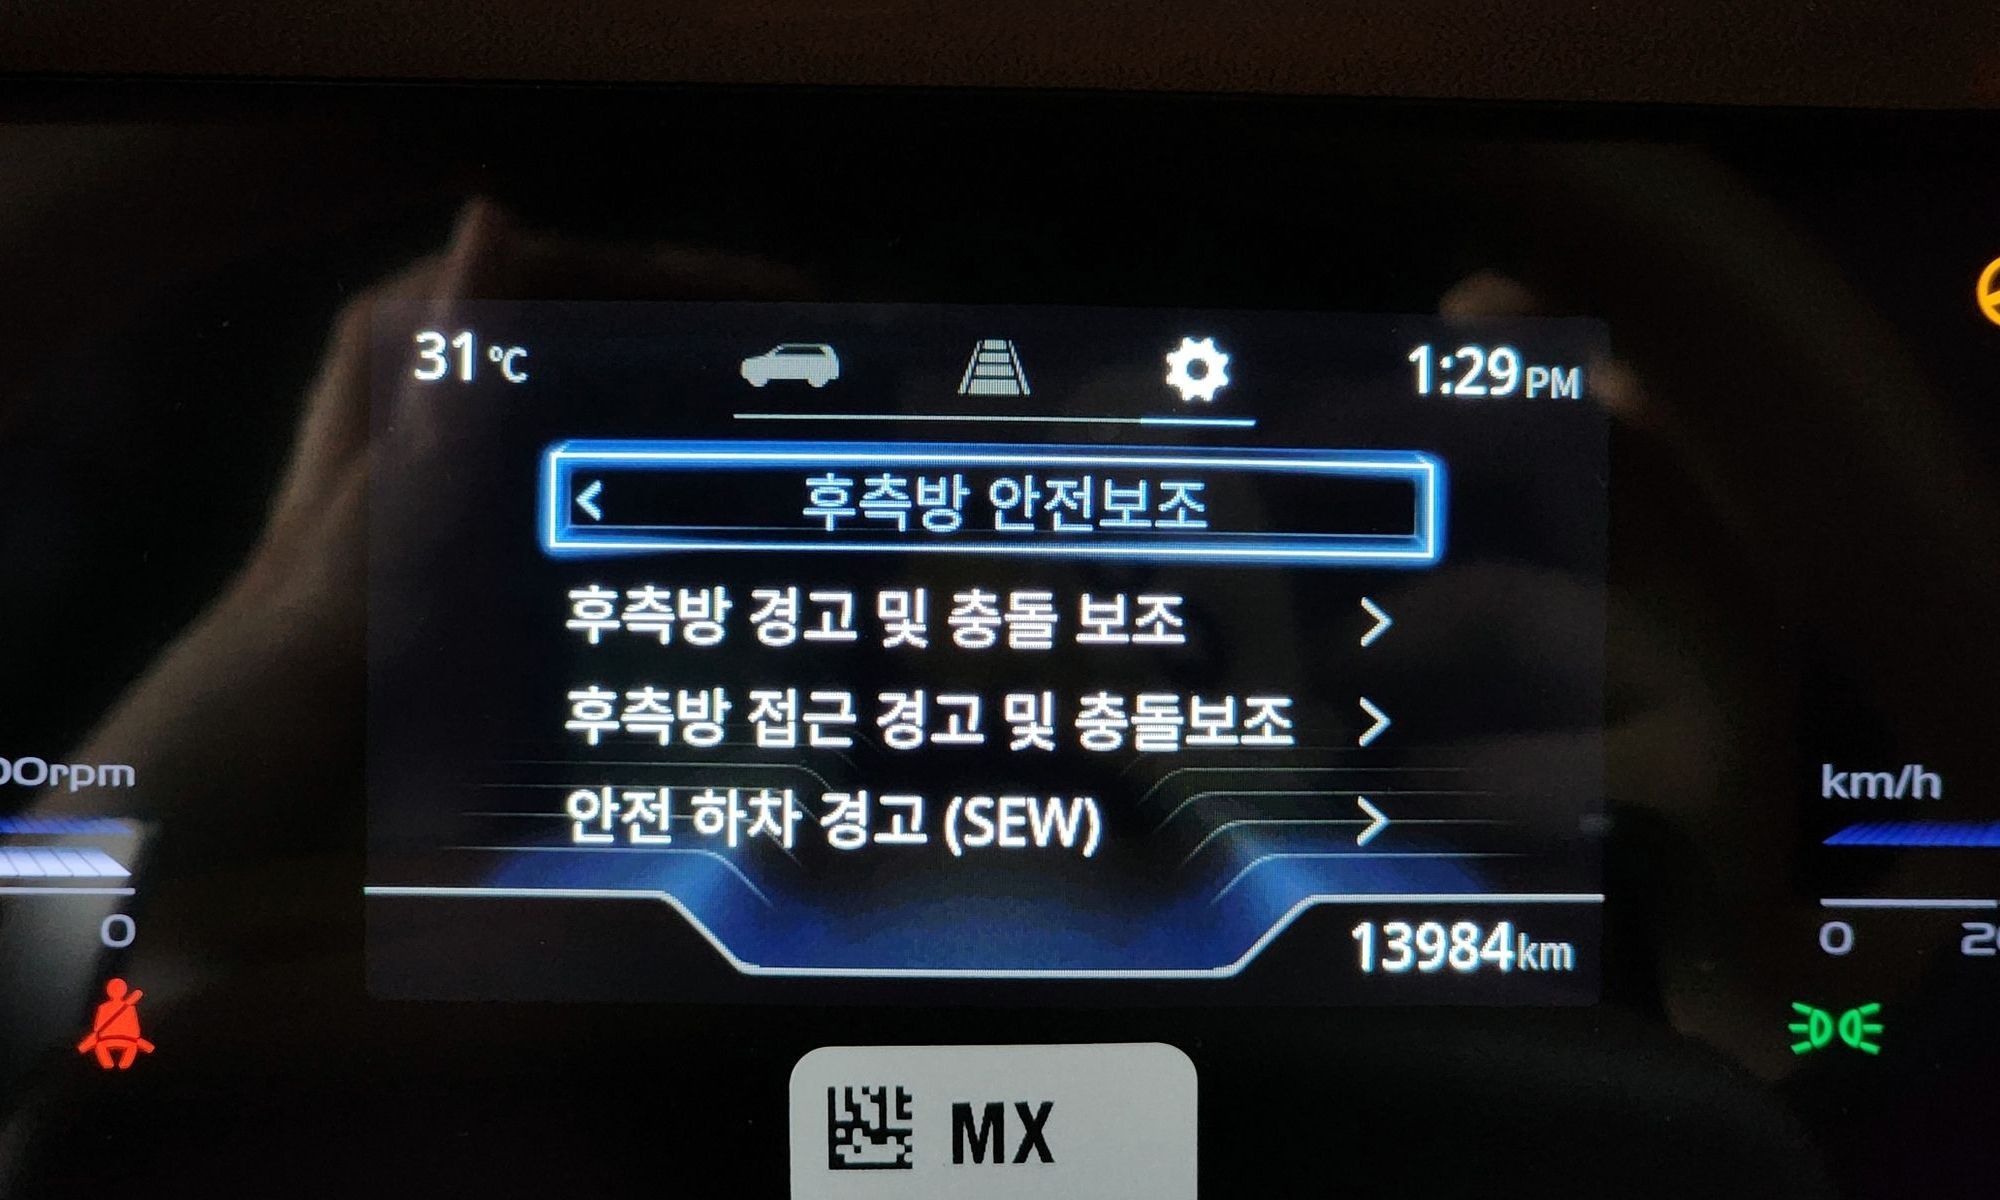 31°C
1:29PM
후측방 안전보조
후측방 경고 및 충돌 보조
후측방 접근 경고 및 충돌보조
안전 하차 경고 (SEW)
00rpm
km/h
0
13984km
0
MX